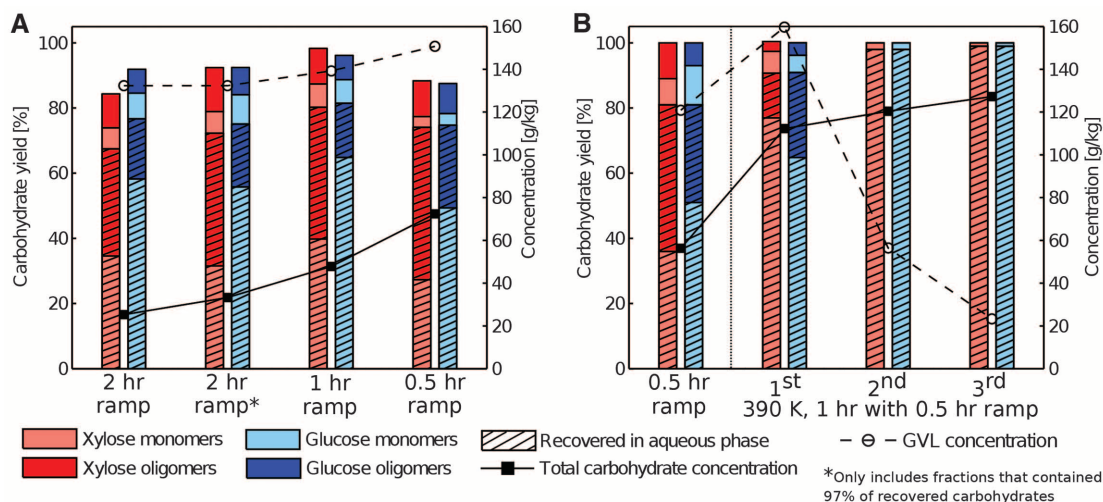 A
B
Carbohydrate yield [%]
100
80
60
40
20
0
160
140
120
100
80
60
40
20
0
Concentration [g/kg]
2 hr
ramp
2 hr
ramp*
1 hr
ramp
0.5 hr
ramp
Carbohydrate yield [%]
100
80
60
40
20
0
160
140
120
100
80
60
40
20
0
Concentration [g/kg]
0.5 hr
ramp
1st
2nd
3rd
390 K, 1 hr with 0.5 hr ramp
Xylose monomers
Glucose monomers
Recovered in aqueous phase
GVL concentration
Xylose oligomers
Glucose oligomers
Total carbohydrate concentration
*Only includes fractions that contained
97% of recovered carbohydrates